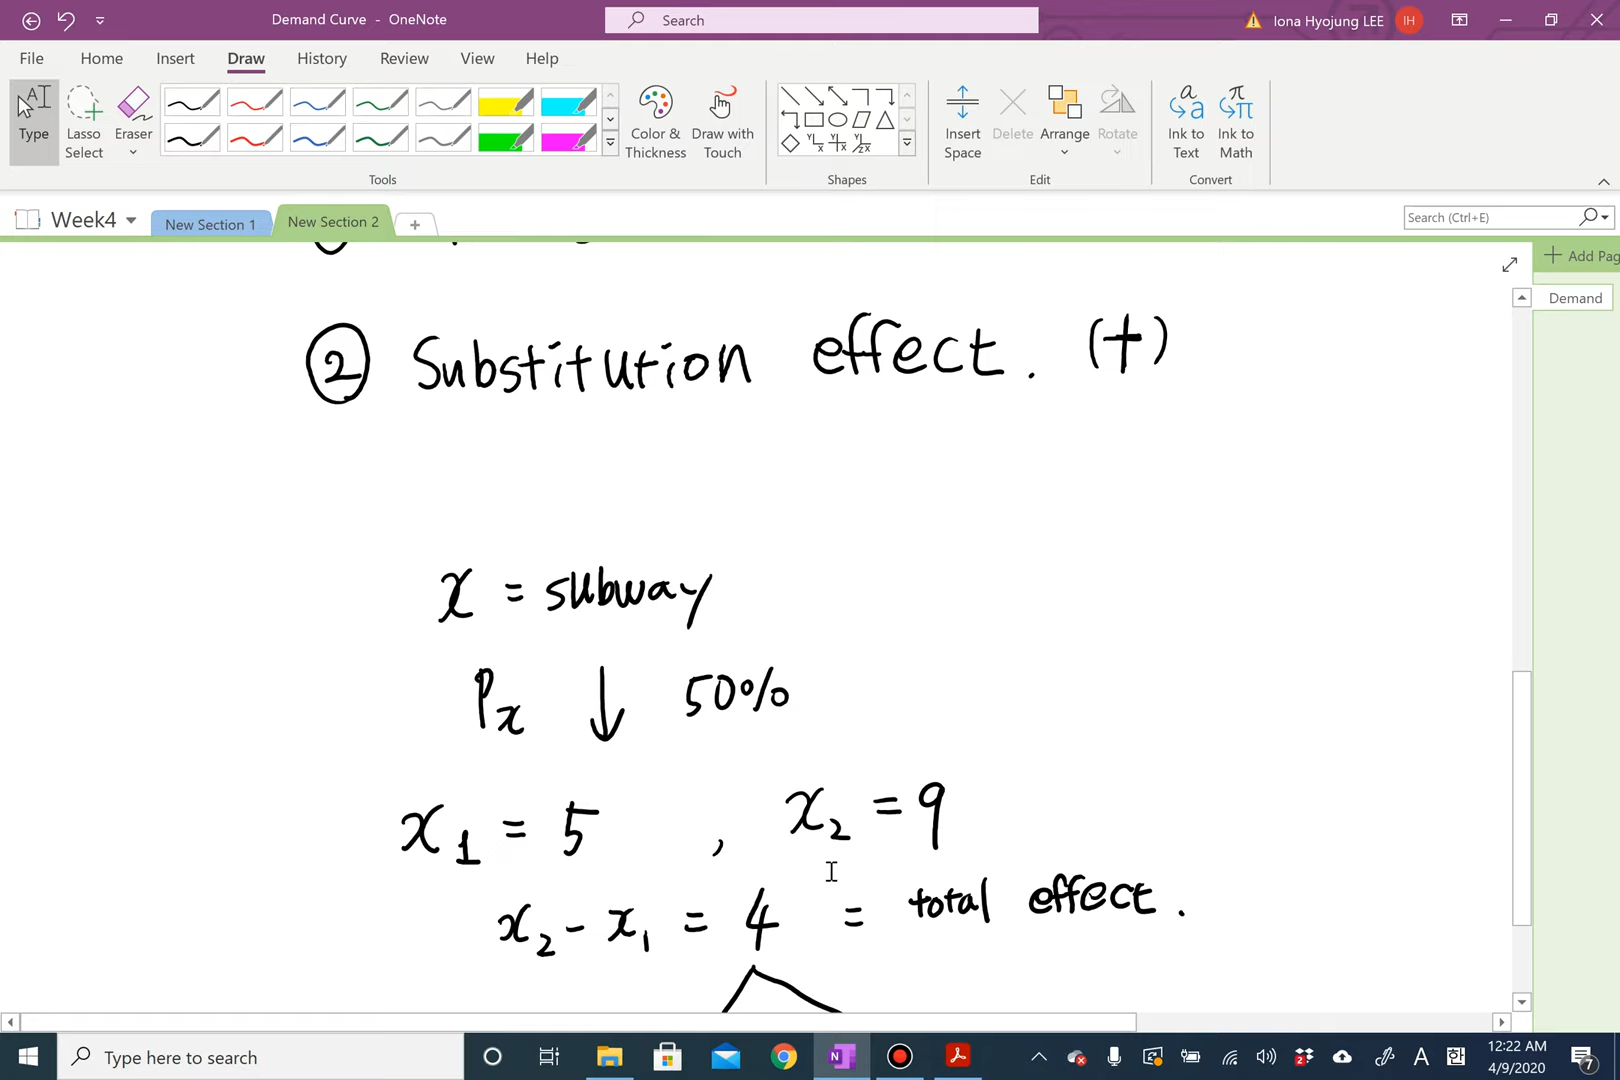 Demand Curve - OneNote
Search
Iona Hyojung LEE
IH
File Home Insert Draw History Review View Help
Type
Lasso Select
Eraser
Color & Thickness
Draw with Touch
Insert Space
Delete
Arrange
Rotate
Ink to Text
Ink to Math
Tools
Shapes
Edit
Convert
Week4
New Section 1
New Section 2
Search (Ctrl+E)
Add Pag
Demand
② Substitution effect. (+)
x = subway
Px ↓ 50%
x1 = 5 , x2 = 9
x2 - x1 = 4 = total effect.
Type here to search
A
한
12:22 AM
4/9/2020
7